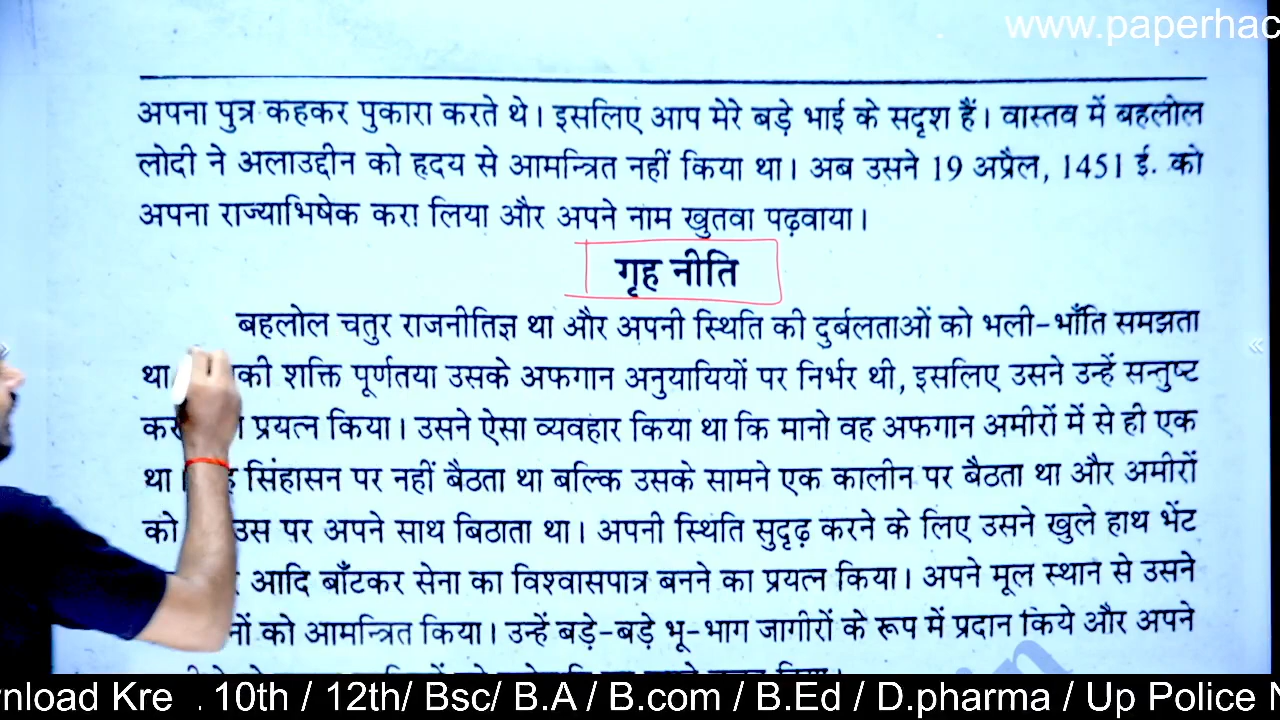 www.paperhac
अपना पुत्र कहकर पुकारा करते थे। इसलिए आप मेरे बड़े भाई के सदृश हैं। वास्तव में बहलोल
लोदी ने अलाउद्दीन को हृदय से आमन्त्रित नहीं किया था। अब उसने 19 अप्रैल, 1451 ई. को
अपना राज्याभिषेक करा लिया और अपने नाम खुतवा पढ़वाया।
गृह नीति
बहलोल चतुर राजनीतिज्ञ था और अपनी स्थिति की दुर्बलताओं को भली-भाँति समझता
था की शक्ति पूर्णतया उसके अफगान अनुयायियों पर निर्भर थी, इसलिए उसने उन्हें सन्तुष्ट
प्रयत्न किया। उसने ऐसा व्यवहार किया था कि मानो वह अफगान अमीरों में से ही एक
था सिंहासन पर नहीं बैठता था बल्कि उसके सामने एक कालीन पर बैठता था और अमीरों
को उस पर अपने साथ बिठाता था। अपनी स्थिति सुदृढ़ करने के लिए उसने खुले हाथ भेंट
आदि बाँटकर सेना का विश्वासपात्र बनने का प्रयत्न किया। अपने मूल स्थान से उसने
को आमन्त्रित किया। उन्हें बड़े-बड़े भू-भाग जागीरों के रूप में प्रदान किये और अपने
wnload Kre . 10th / 12th/ Bsc/ B.A / B.com / B.Ed / D.pharma / Up Police N